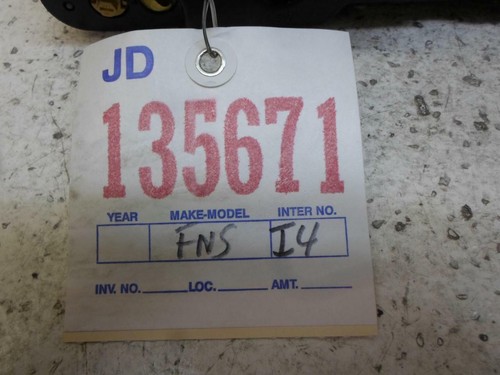 JD
135671
YEAR MAKE-MODEL INTER NO.
FNS I4
INV. NO. LOC. AMT.